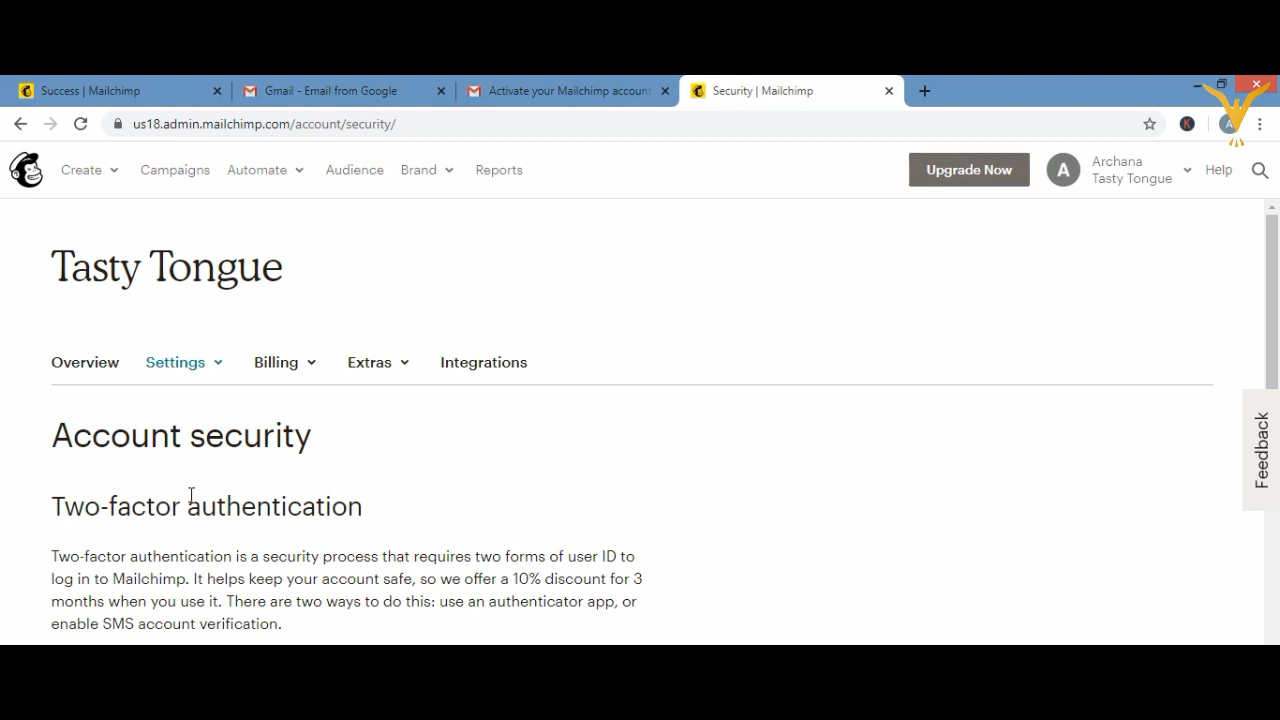 Success | Mailchimp
Gmail - Email from Google
Activate your Mailchimp accoun
Security | Mailchimp
us18.admin.mailchimp.com/account/security/
K
A
Create
Campaigns
Automate
Audience
Brand
Reports
Upgrade Now
A
Archana
Tasty Tongue
Help
Tasty Tongue
Overview
Settings
Billing
Extras
Integrations
Feedback
Account security
Two-factor authentication
Two-factor authentication is a security process that requires two forms of user ID to
log in to Mailchimp. It helps keep your account safe, so we offer a 10% discount for 3
months when you use it. There are two ways to do this: use an authenticator app, or
enable SMS account verification.